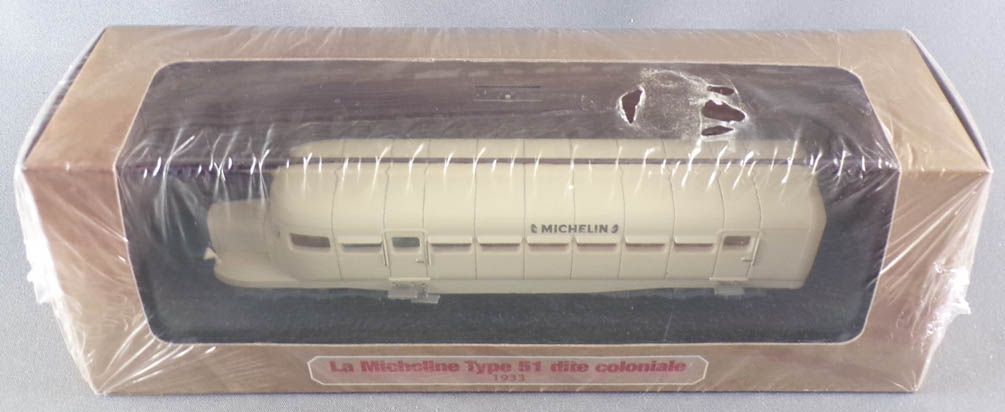 MICHELIN
La Micheline Type 51 dite coloniale
1933